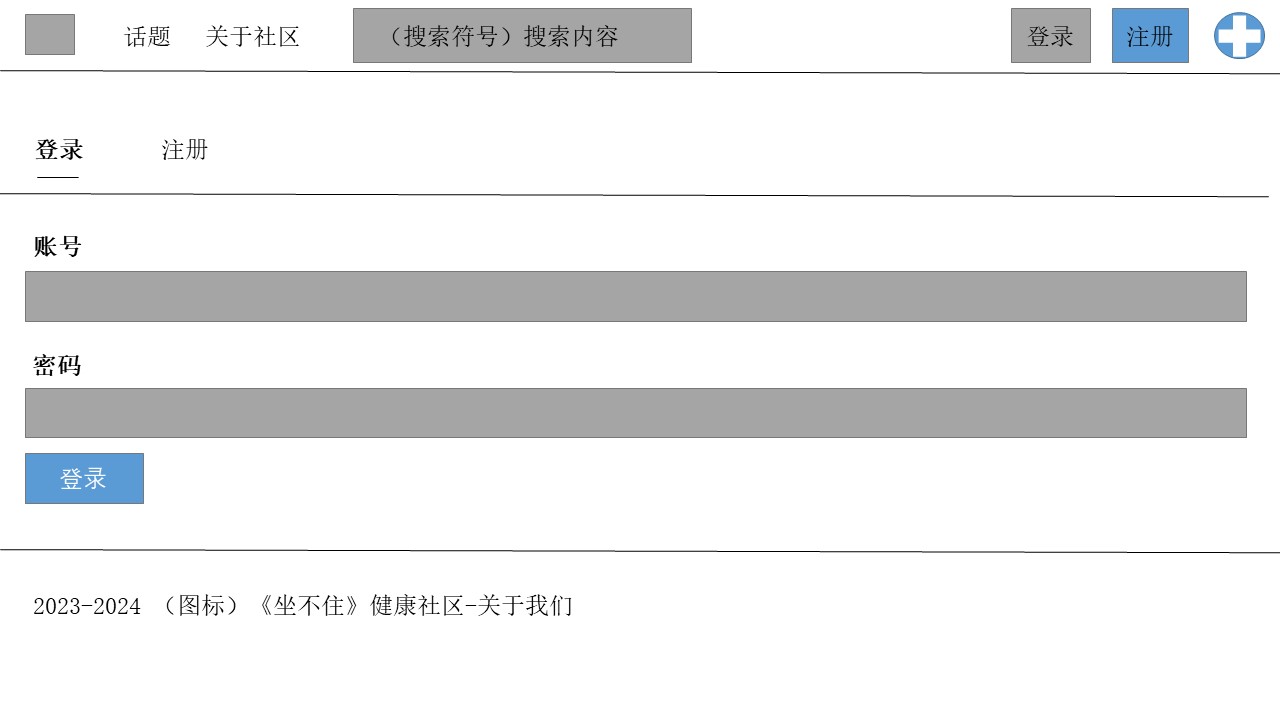 话题 关于社区 （搜索符号）搜索内容 登录 注册
登录 注册
账号
密码
登录
2023-2024 （图标）《坐不住》健康社区-关于我们